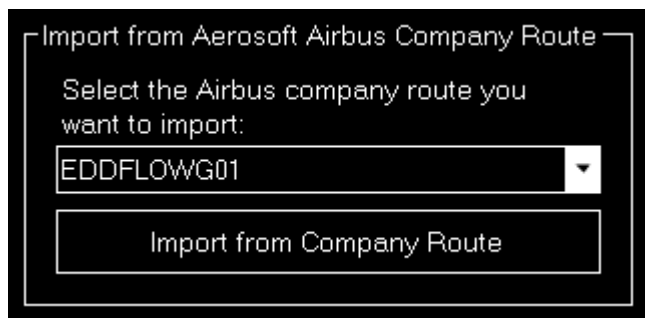 Import from Aerosoft Airbus Company Route
Select the Airbus company route you
want to import:
EDDFLOWG01
Import from Company Route